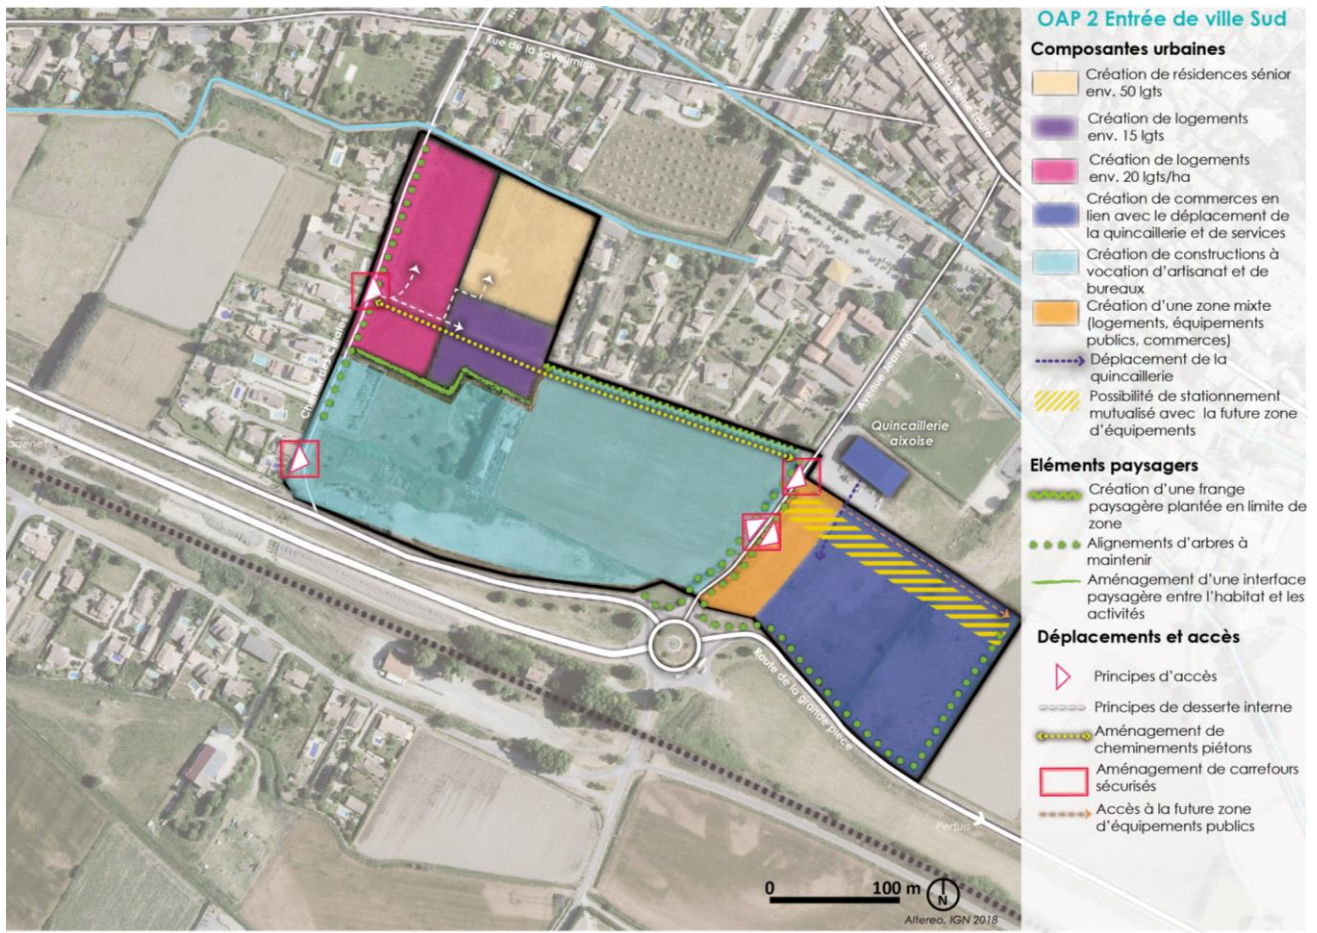 OAP 2 Entrée de ville Sud
Composantes urbaines
Création de résidences sénior
env. 50 lgts
Création de logements
env. 15 lgts
Création de logements
env. 20 lgts/ha
Création de commerces en
lien avec le déplacement de
la quincaillerie et de services
Création de constructions à
vocation d'artisanat et de
bureaux
Création d'une zone mixte
(logements, équipements
publics, commerces)
Déplacement de la
quincaillerie
Possibilité de stationnement
mutualisé avec la future zone
d'équipements
Eléments paysagers
Création d'une frange
paysagère plantée en limite de
zone
Alignements d'arbres à
maintenir
Aménagement d'une interface
paysagère entre l'habitat et les
activités
Déplacements et accès
Principes d'accès
Principes de desserte interne
Aménagement de
cheminements piétons
Aménagement de carrefours
sécurisés
Accès à la future zone
d'équipements publics
Rue de la Savournine
Rue de la
Avenue Jean
Quincaillerie
aixoise
Route de la grande pièce
Pertuis
adenet
0 100 m
N
Altereo, IGN 2018